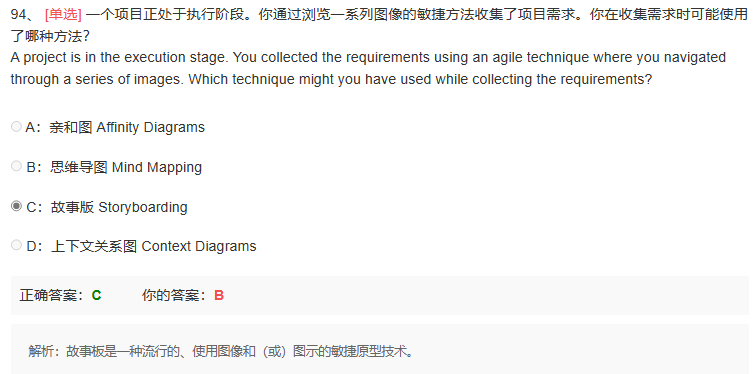 94、 [单选] 一个项目正处于执行阶段。你通过浏览一系列图像的敏捷方法收集了项目需求。你在收集需求时可能使用
了哪种方法?
A project is in the execution stage. You collected the requirements using an agile technique where you navigated
through a series of images. Which technique might you have used while collecting the requirements?
A：亲和图 Affinity Diagrams
B：思维导图 Mind Mapping
C：故事版 Storyboarding
D：上下文关系图 Context Diagrams
正确答案：C 你的答案：B
解析：故事板是一种流行的、使用图像和（或）图示的敏捷原型技术。